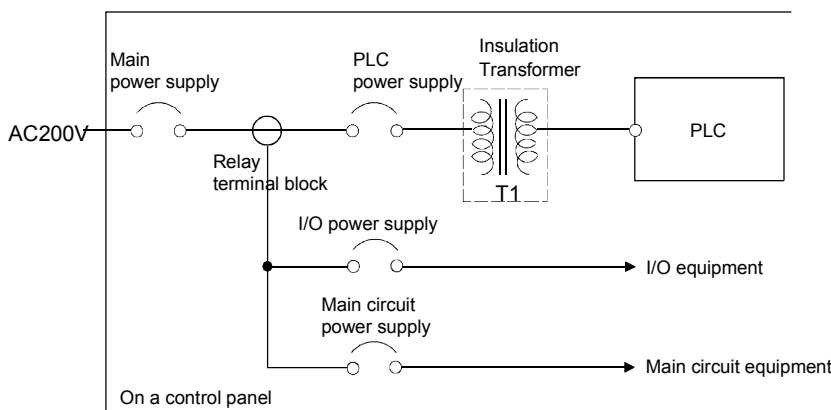 Main
power supply
PLC
power supply
Insulation
Transformer
AC200V
PLC
Relay
terminal block
T1
I/O power supply
I/O equipment
Main circuit
power supply
Main circuit equipment
On a control panel